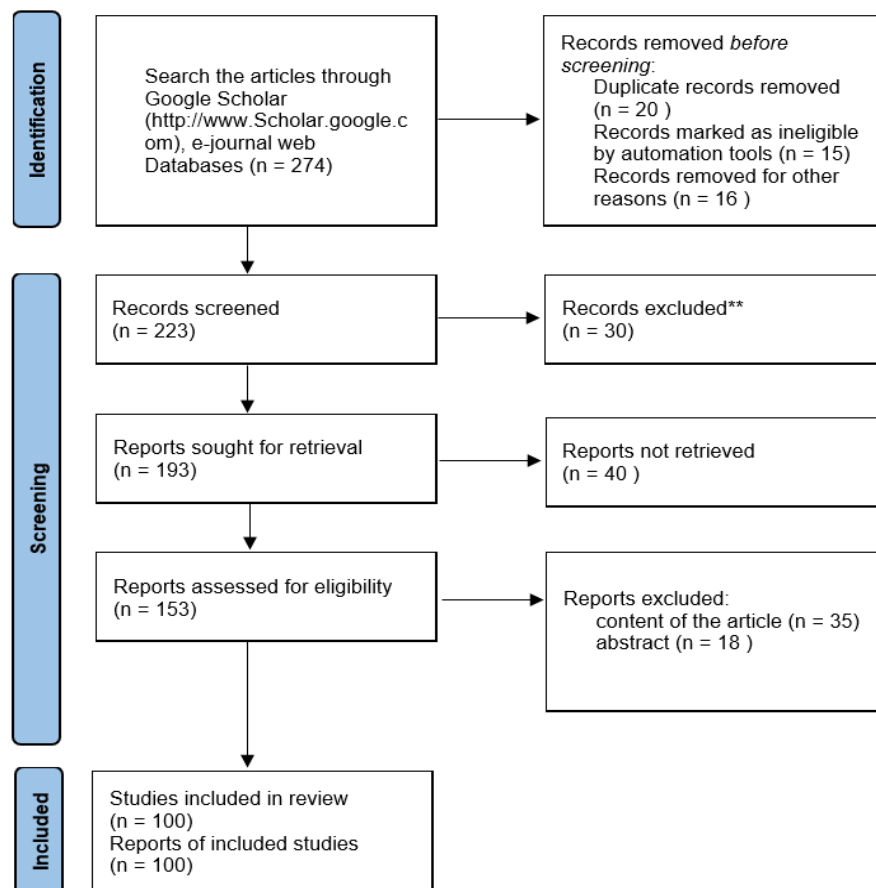 Identification
Search the articles through
Google Scholar
(http://www.Scholar.google.c
om), e-journal web
Databases (n = 274)
Records removed before
screening:
Duplicate records removed
(n = 20 )
Records marked as ineligible
by automation tools (n = 15)
Records removed for other
reasons (n = 16 )
Screening
Records screened
(n = 223)
Records excluded**
(n = 30)
Reports sought for retrieval
(n = 193)
Reports not retrieved
(n = 40 )
Reports assessed for eligibility
(n = 153)
Reports excluded:
content of the article (n = 35)
abstract (n = 18 )
Included
Studies included in review
(n = 100)
Reports of included studies
(n = 100)